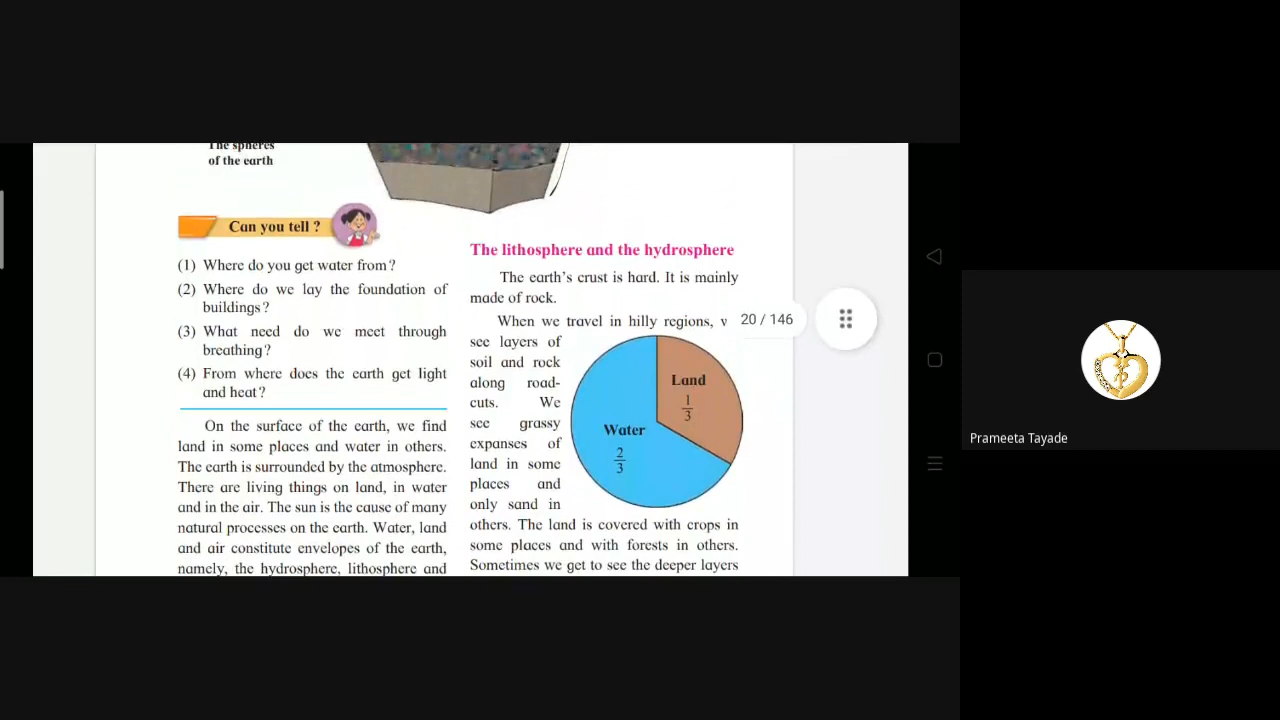 The spheres
of the earth
Can you tell ?
(1) Where do you get water from?
(2) Where do we lay the foundation of
buildings?
(3) What need do we meet through
breathing?
(4) From where does the earth get light
and heat?
On the surface of the earth, we find
land in some places and water in others.
The earth is surrounded by the atmosphere.
There are living things on land, in water
and in the air. The sun is the cause of many
natural processes on the earth. Water, land
and air constitute envelopes of the earth,
namely, the hydrosphere, lithosphere and
The lithosphere and the hydrosphere
The earth's crust is hard. It is mainly
made of rock.
When we travel in hilly regions,
see layers of
soil and rock
along road-
cuts. We
see grassy
expanses of
land in some
places and
only sand in
others. The land is covered with crops in
some places and with forests in others.
Sometimes we get to see the deeper layers
Land
1
3
Water
2
3
20 / 146
Prameeta Tayade